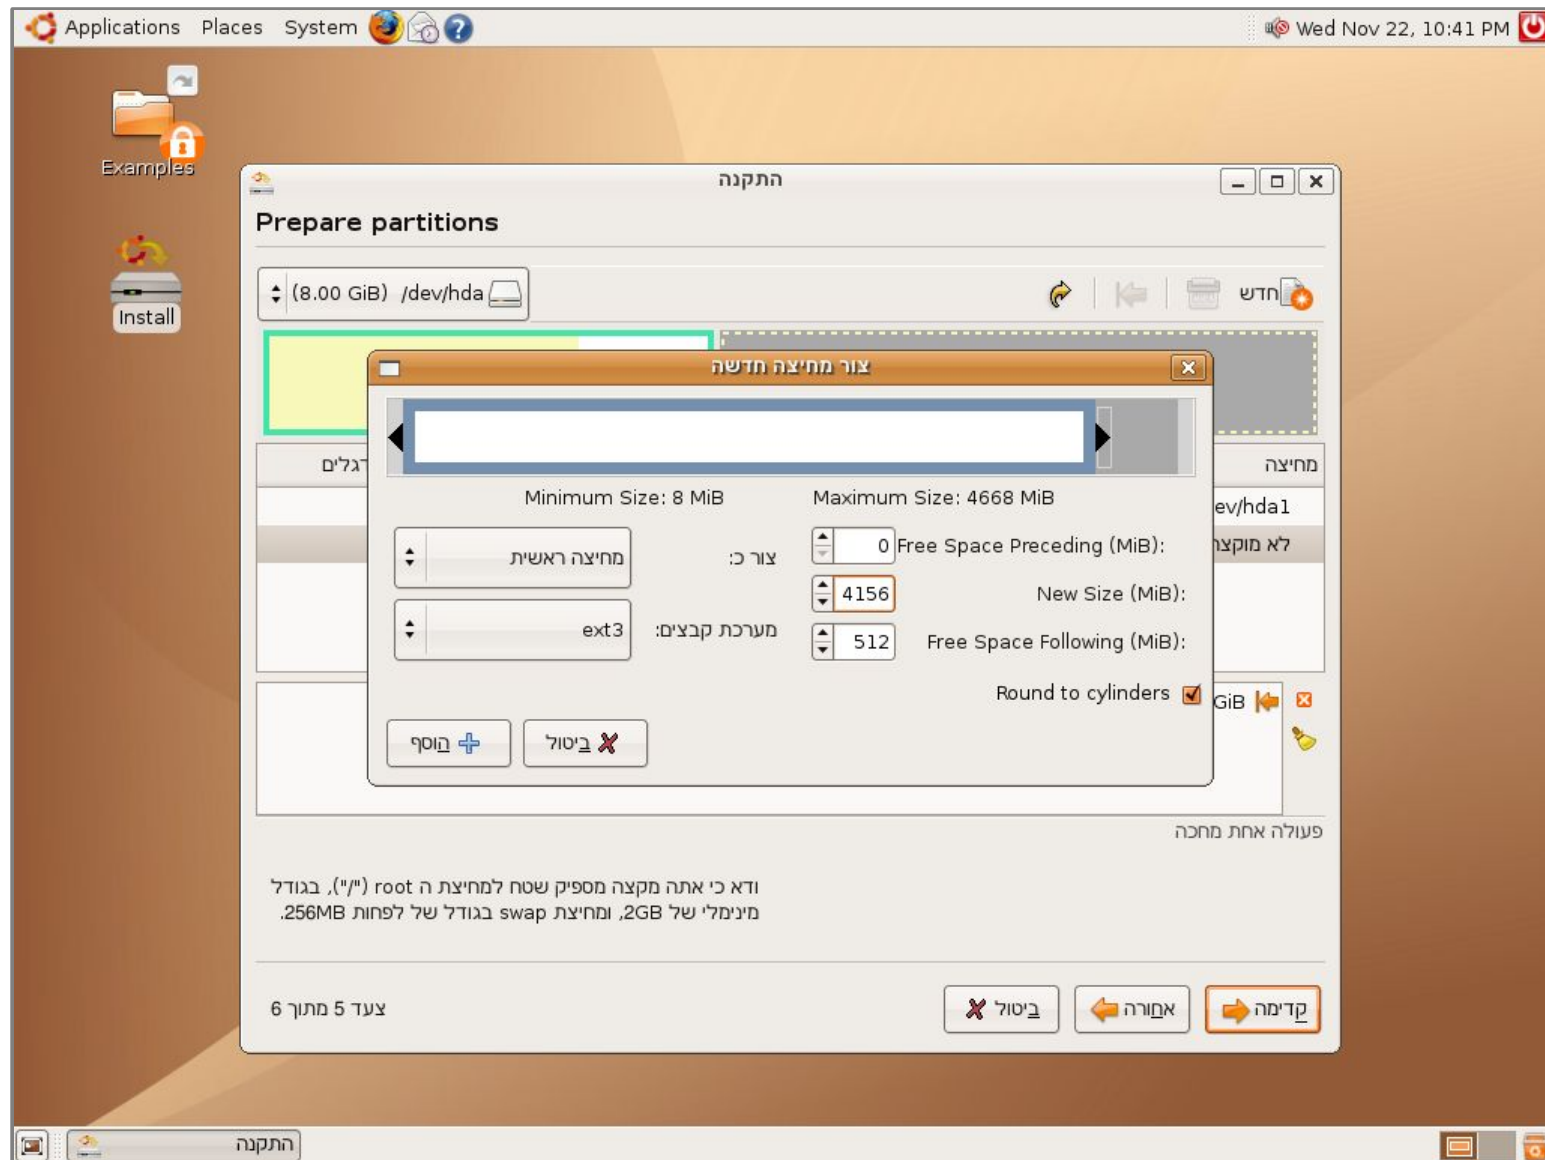 Applications Places System Wed Nov 22, 10:41 PM
Examples
Install
התקנה
Prepare partitions
(8.00 GiB) /dev/hda
חדש
צור מחיצה חדשה
דגלים
מחיצה
Minimum Size: 8 MiB Maximum Size: 4668 MiB
ev/hda1
צור כ: מחיצה ראשית
0 Free Space Preceding (MiB):
לא מוקצה
4156 New Size (MiB):
מערכת קבצים: ext3
512 Free Space Following (MiB):
Round to cylinders
GiB
הוסף ביטול
פעולה אחת מחכה
ודא כי אתה מקצה מספיק שטח למחיצת ה root ("/"), בגודל
מינימלי של 2GB, ומחיצת swap בגודל של לפחות 256MB.
צעד 5 מתוך 6
ביטול אחורה קדימה
התקנה